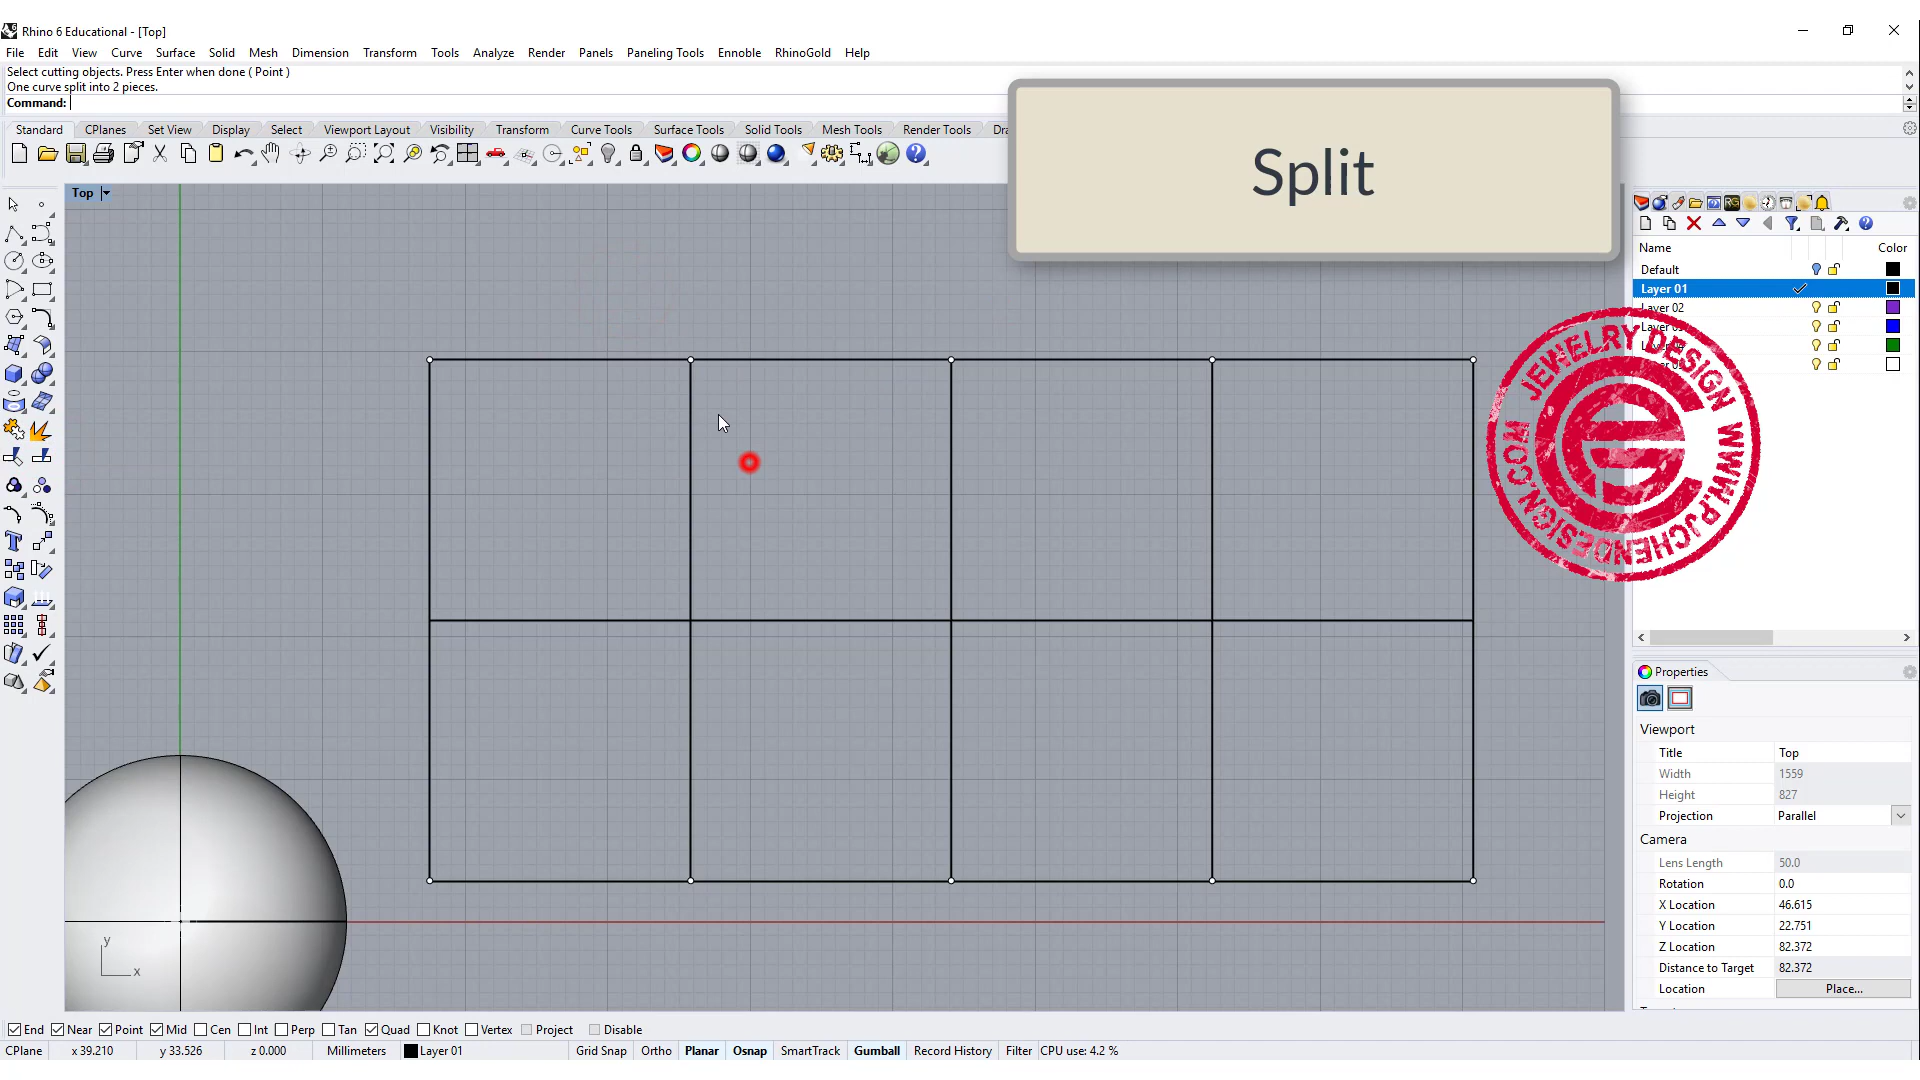 Rhino 6 Educational - [Top]
File Edit View Curve Surface Solid Mesh Dimension Transform Tools Analyze Render Panels Paneling Tools Ennoble RhinoGold Help
Select cutting objects. Press Enter when done ( Point )
One curve split into 2 pieces.
Command:
Standard CPlanes Set View Display Select Viewport Layout Visibility Transform Curve Tools Surface Tools Solid Tools Mesh Tools Render Tools Dra
Split
Top
RG
Name Color
Default
Layer 01
Layer 02
JEWELRY DESIGN WWW.PJCHENDESIGN.COM
Properties
Viewport
Title Top
Width 1559
Height 827
Projection Parallel
Camera
Lens Length 50.0
Rotation 0.0
X Location 46.615
Y Location 22.751
Z Location 82.372
Distance to Target 82.372
Location Place...
y
x
End Near Point Mid Cen Int Perp Tan Quad Knot Vertex Project Disable
CPlane x 39.210 y 33.526 z 0.000 Millimeters Layer 01 Grid Snap Ortho Planar Osnap SmartTrack Gumball Record History Filter CPU use: 4.2 %